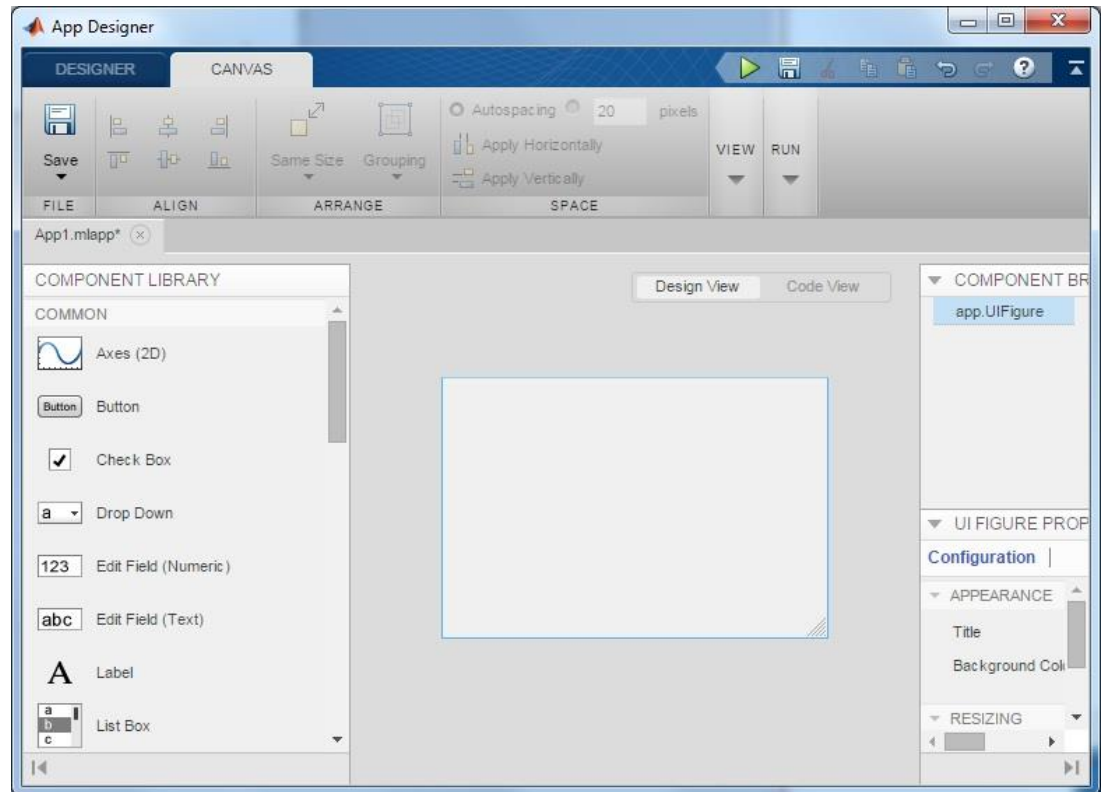 App Designer
DESIGNER CANVAS
Save
Same Size Grouping
Autospacing 20 pixels
Apply Horizontally
Apply Vertically
VIEW RUN
FILE ALIGN ARRANGE SPACE
App1.mlapp*
COMPONENT LIBRARY
COMMON
Axes (2D)
Button Button
Check Box
a Drop Down
123 Edit Field (Numeric)
abc Edit Field (Text)
A Label
a
b
c
List Box
Design View Code View
COMPONENT BR
app.UIFigure
UI FIGURE PROP
Configuration
APPEARANCE
Title
Background Col
RESIZING